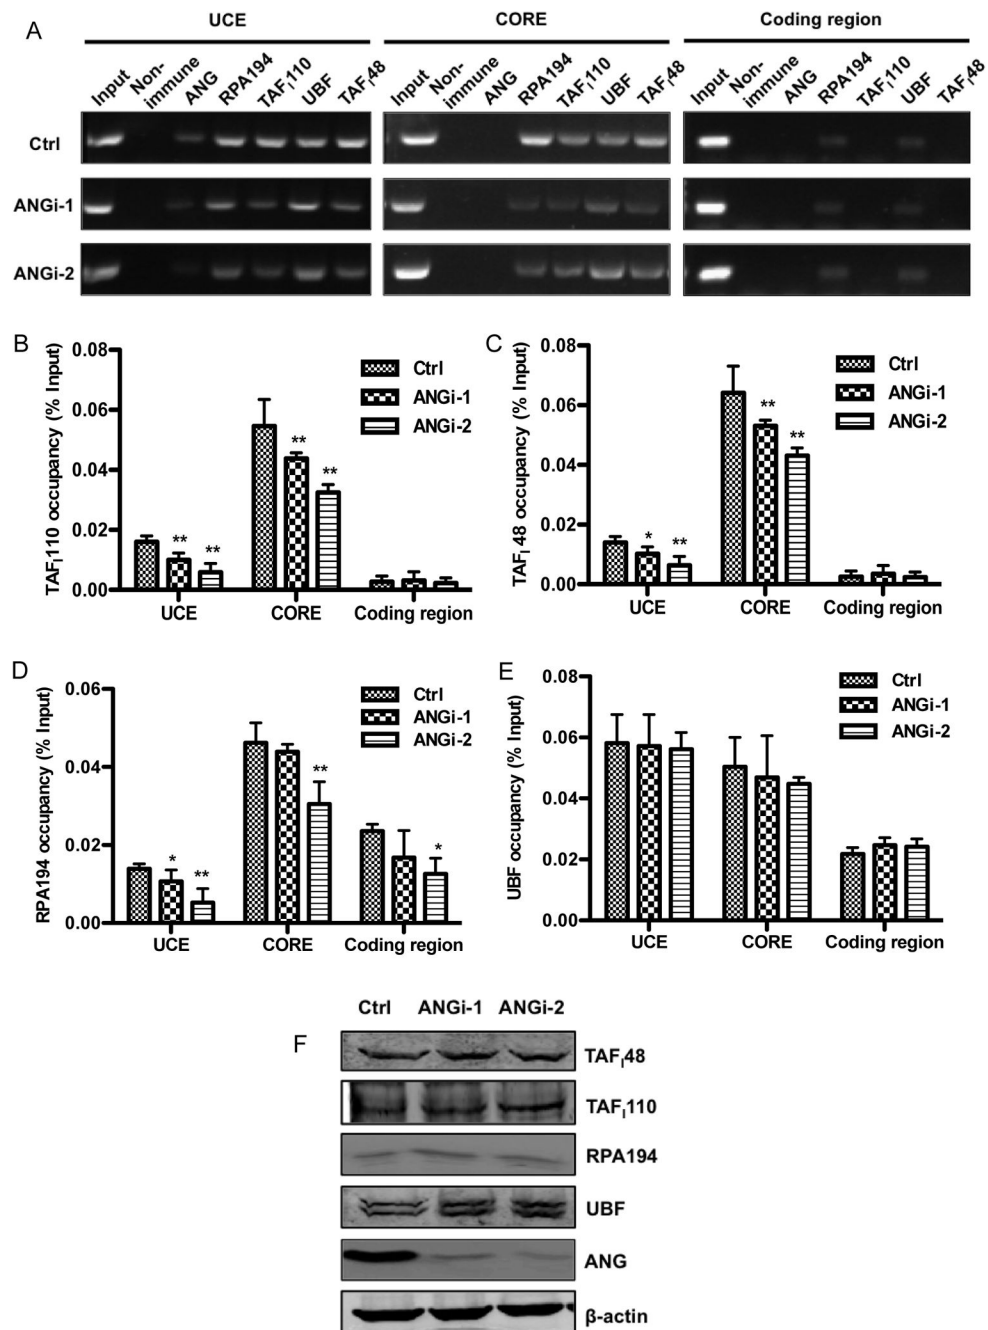 A
UCE CORE Coding region
Input Non-immune ANG RPA194 TAFI110 UBF TAFI48 Input Non-immune ANG RPA194 TAFI110 UBF TAFI48 Input Non-immune ANG RPA194 TAFI110 UBF TAFI48
Ctrl
ANGi-1
ANGi-2
B
TAFI110 occupancy (% Input)
0.08
0.06
0.04
0.02
0.00
Ctrl
ANGi-1
ANGi-2
** ** ** **
UCE CORE Coding region
C
TAFI 48 occupancy (% Input)
0.08
0.06
0.04
0.02
0.00
Ctrl
ANGi-1
ANGi-2
* ** ** **
UCE CORE Coding region
D
RPA194 occupancy (% Input)
0.06
0.04
0.02
0.00
Ctrl
ANGi-1
ANGi-2
* ** ** *
UCE CORE Coding region
E
UBF occupancy (% Input)
0.08
0.06
0.04
0.02
0.00
Ctrl
ANGi-1
ANGi-2
UCE CORE Coding region
F
Ctrl ANGi-1 ANGi-2
TAFI48
TAFI110
RPA194
UBF
ANG
β-actin